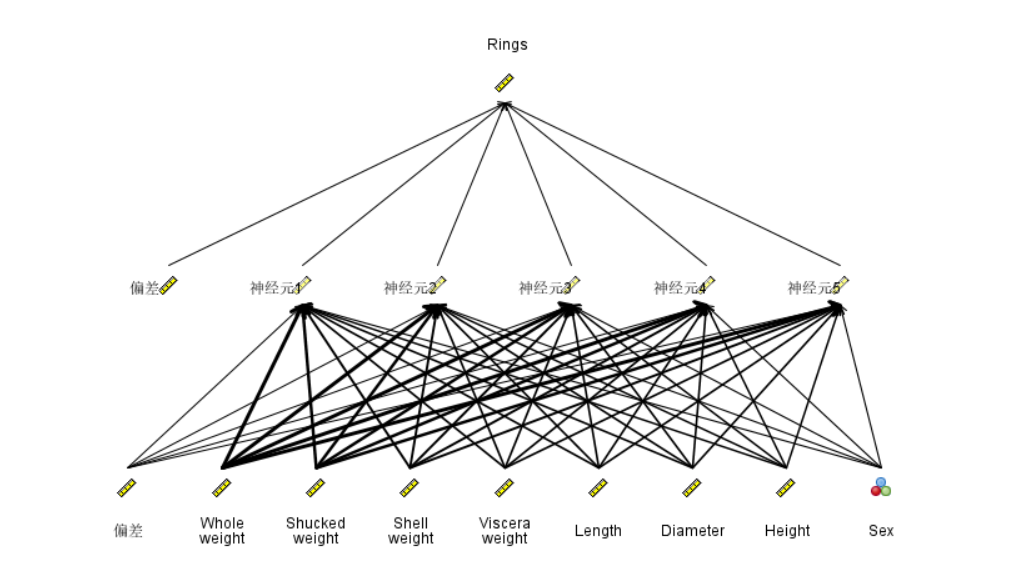 Rings
偏差 神经元1 神经元2 神经元3 神经元4 神经元5
偏差
Whole
weight
Shucked
weight
Shell
weight
Viscera
weight
Length
Diameter
Height
Sex